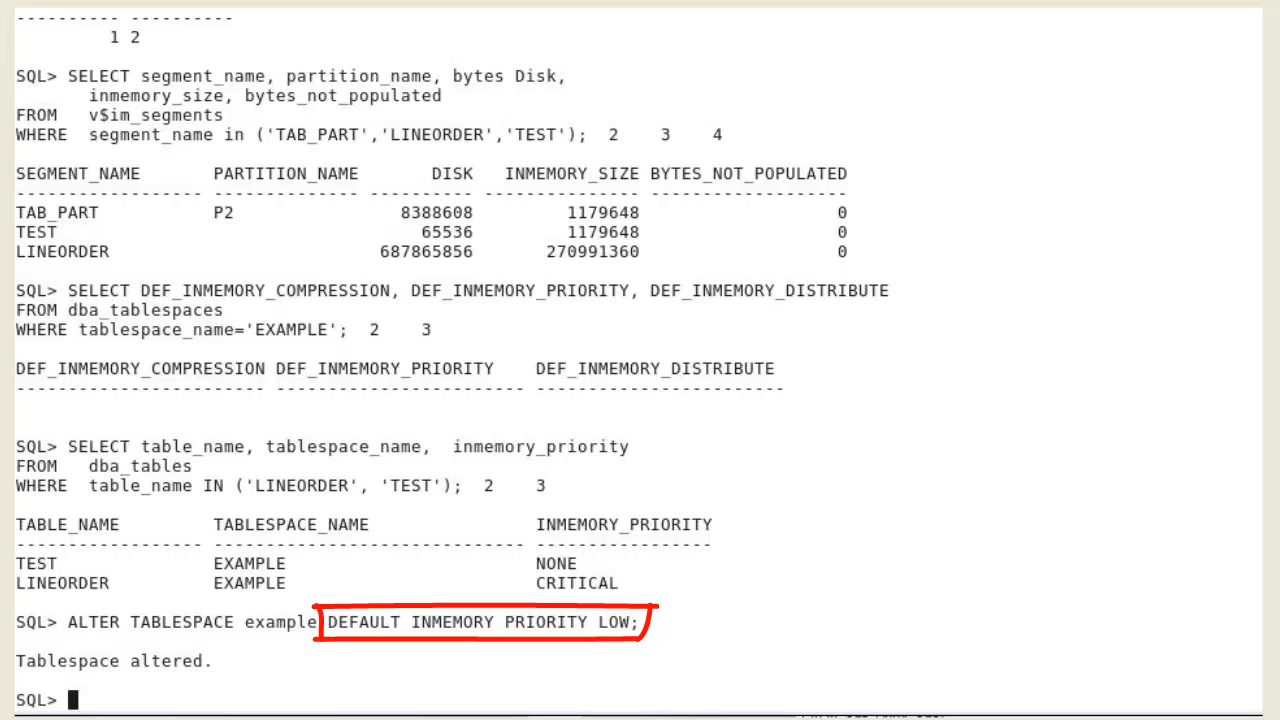 ---------- ----------
1 2
SQL> SELECT segment_name, partition_name, bytes Disk,
inmemory_size, bytes_not_populated
FROM v$im_segments
WHERE segment_name in ('TAB_PART','LINEORDER','TEST'); 2 3 4
SEGMENT_NAME PARTITION_NAME DISK INMEMORY_SIZE BYTES_NOT_POPULATED
------------------ -------------- ---------- --------------- -------------------
TAB_PART P2 8388608 1179648 0
TEST 65536 1179648 0
LINEORDER 687865856 270991360 0
SQL> SELECT DEF_INMEMORY_COMPRESSION, DEF_INMEMORY_PRIORITY, DEF_INMEMORY_DISTRIBUTE
FROM dba_tablespaces
WHERE tablespace_name='EXAMPLE'; 2 3
DEF_INMEMORY_COMPRESSION DEF_INMEMORY_PRIORITY DEF_INMEMORY_DISTRIBUTE
------------------------ ------------------------ ------------------------
SQL> SELECT table_name, tablespace_name, inmemory_priority
FROM dba_tables
WHERE table_name IN ('LINEORDER', 'TEST'); 2 3
TABLE_NAME TABLESPACE_NAME INMEMORY_PRIORITY
------------------ ------------------------------ -----------------
TEST EXAMPLE NONE
LINEORDER EXAMPLE CRITICAL
SQL> ALTER TABLESPACE example DEFAULT INMEMORY PRIORITY LOW;
Tablespace altered.
SQL>